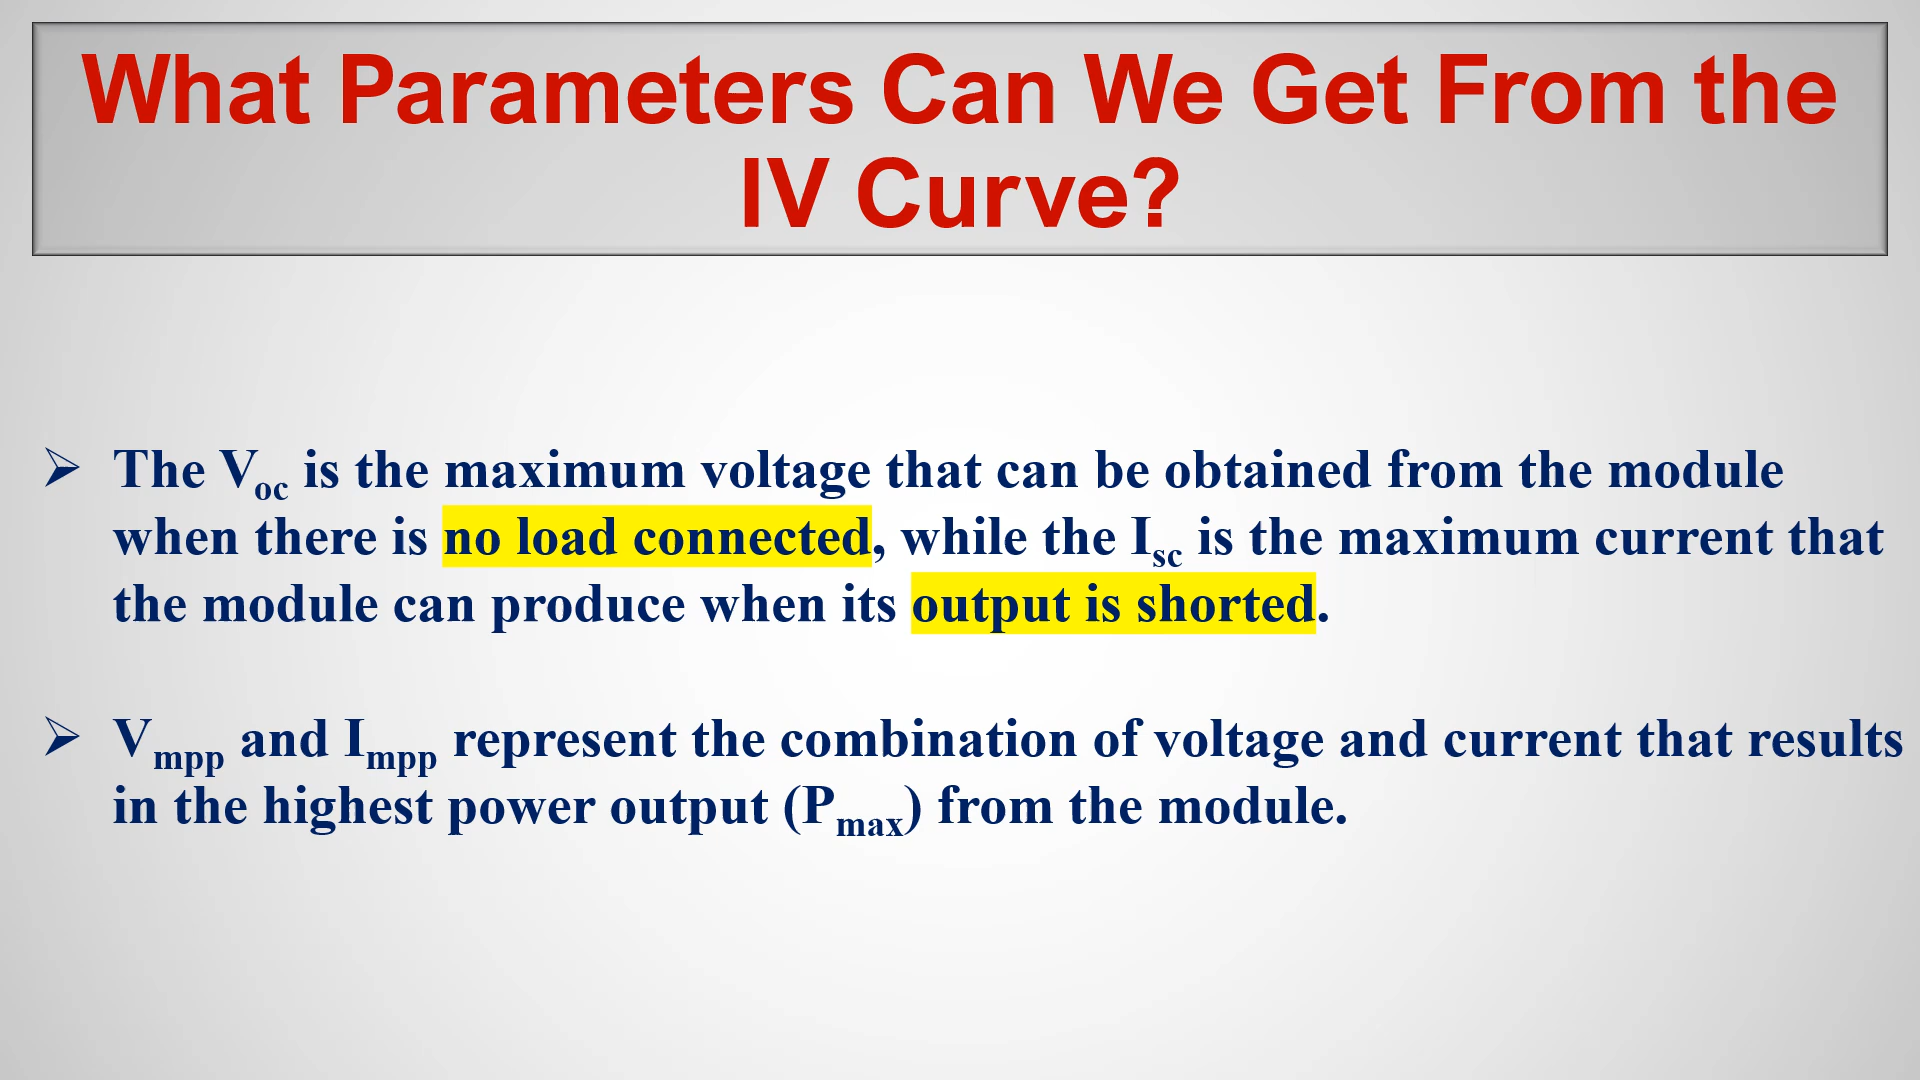 What Parameters Can We Get From the
IV Curve?
➢ The Voc is the maximum voltage that can be obtained from the module
when there is no load connected, while the Isc is the maximum current that
the module can produce when its output is shorted.
➢ Vmpp and Impp represent the combination of voltage and current that results
in the highest power output (Pmax) from the module.